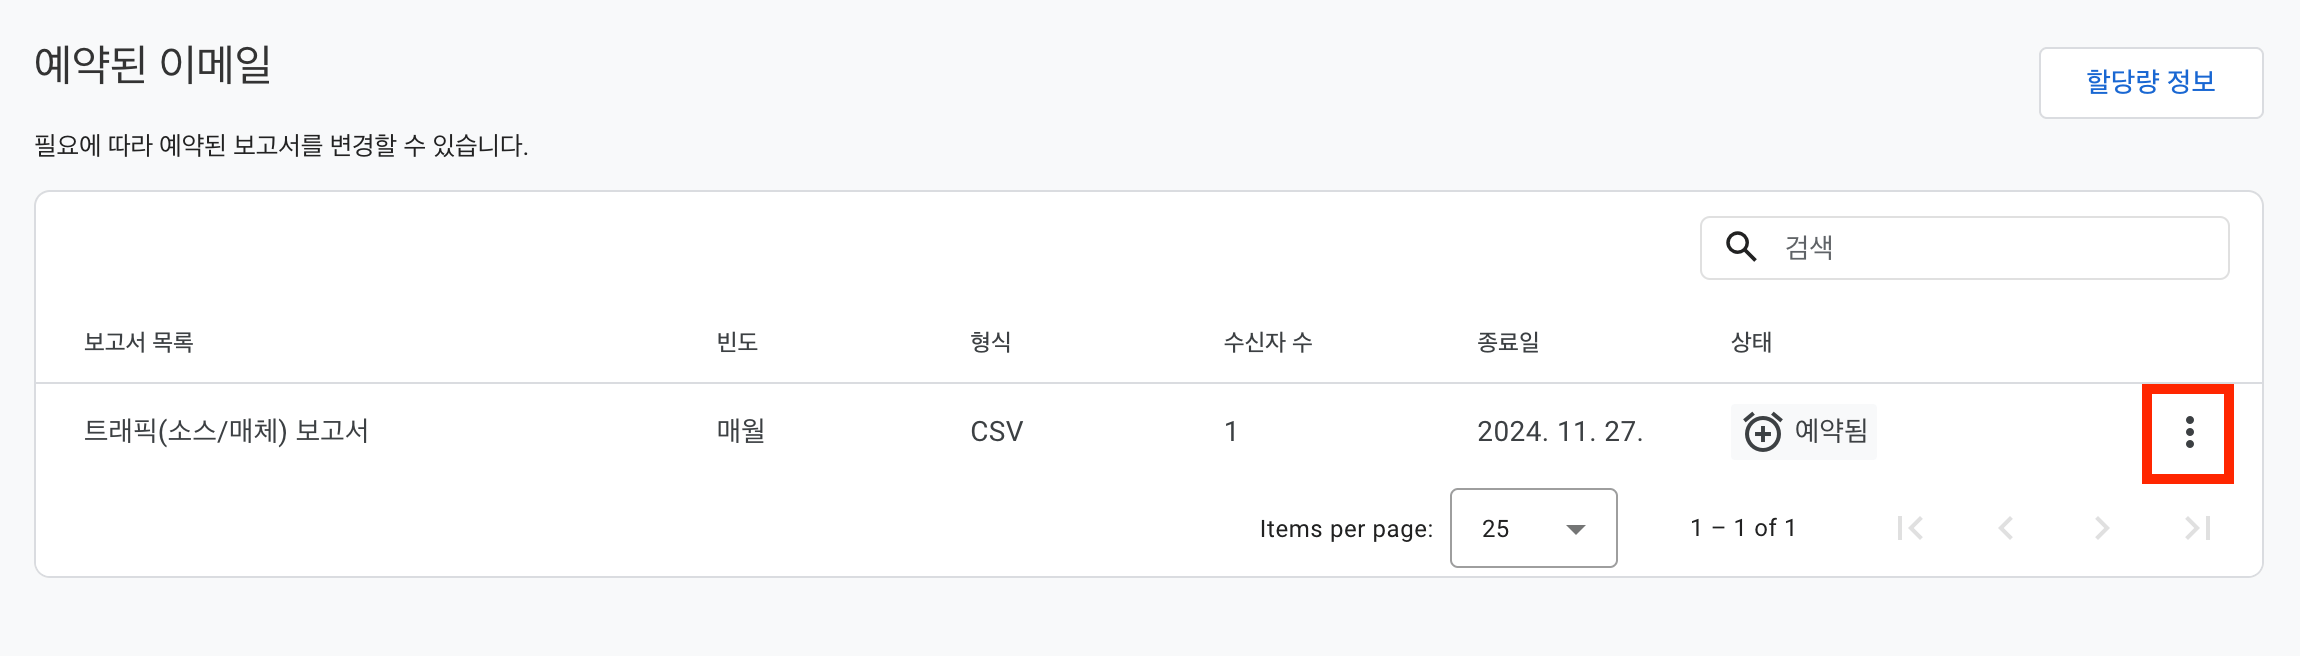 예약된 이메일
할당량 정보
필요에 따라 예약된 보고서를 변경할 수 있습니다.
검색
보고서 목록 빈도 형식 수신자 수 종료일 상태
트래픽(소스/매체) 보고서 매월 CSV 1 2024. 11. 27. 예약됨
Items per page: 25 1 – 1 of 1